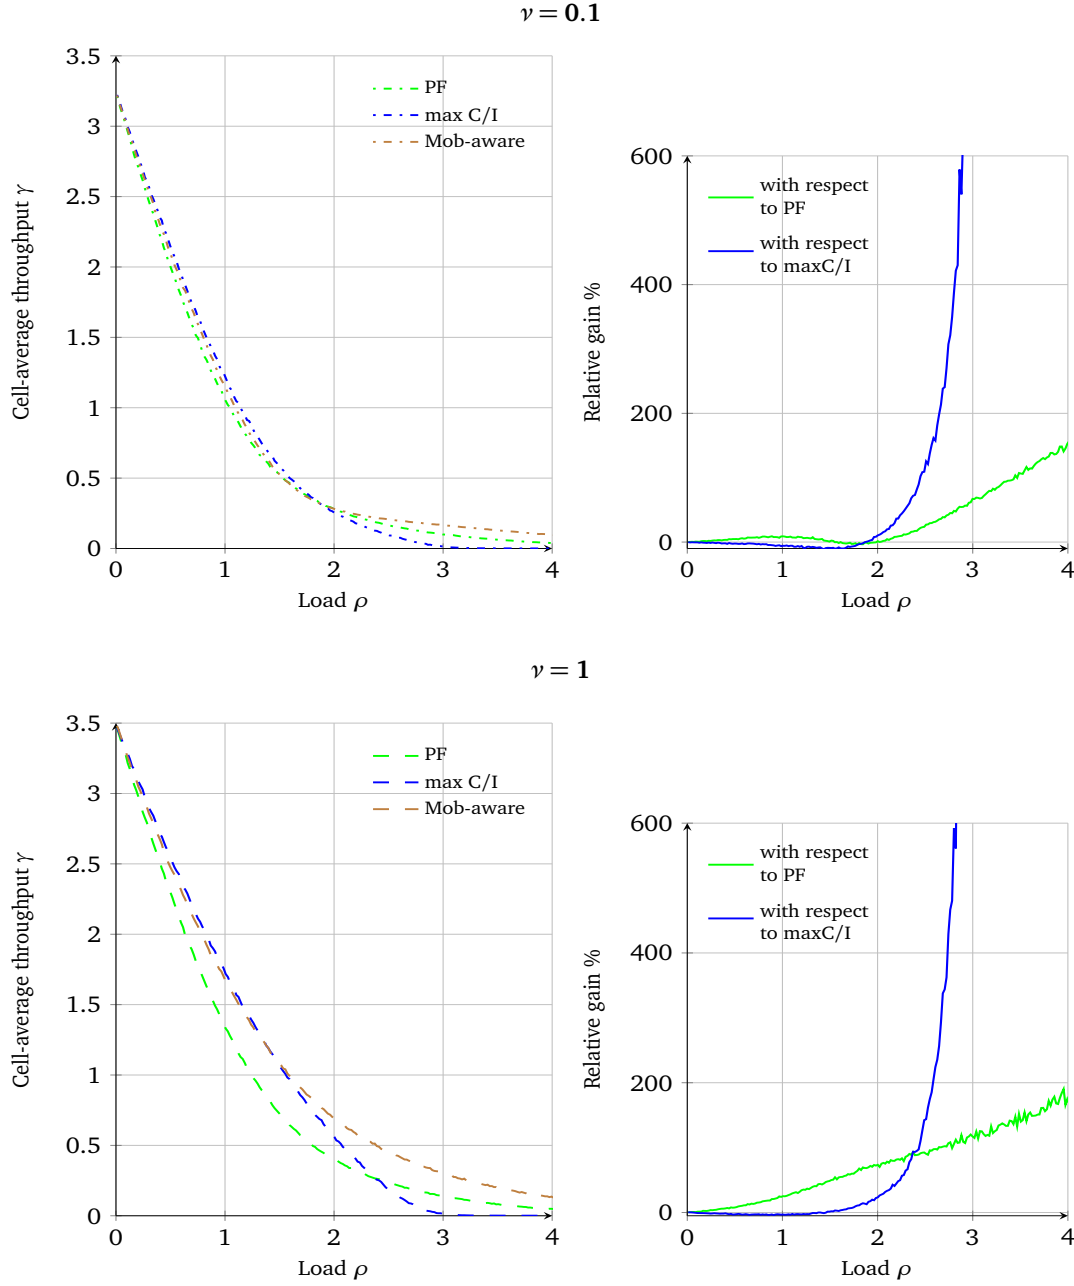 ν = 0.1
3.5
3
2.5
2
1.5
1
0.5
0
0 1 2 3 4
Cell-average throughput γ
Load ρ
PF
max C/I
Mob-aware
600
400
200
0
0 1 2 3 4
Relative gain %
Load ρ
with respect
to PF
with respect
to maxC/I
ν = 1
3.5
3
2.5
2
1.5
1
0.5
0
0 1 2 3 4
Cell-average throughput γ
Load ρ
PF
max C/I
Mob-aware
600
400
200
0
0 1 2 3 4
Relative gain %
Load ρ
with respect
to PF
with respect
to maxC/I